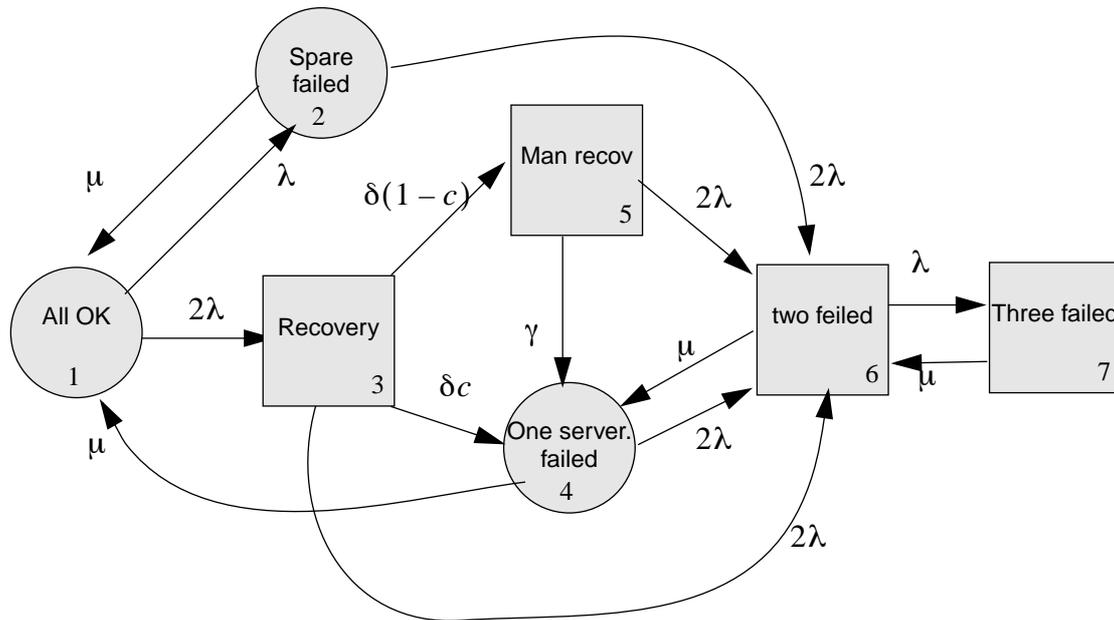 Spare
failed
2
μ
λ
All OK
1
2λ
Recovery
3
δ(1 – c)
Man recov
5
2λ
2λ
γ
δc
One server.
failed
4
μ
μ
2λ
two feiled
6
λ
μ
Three failed
7
2λ